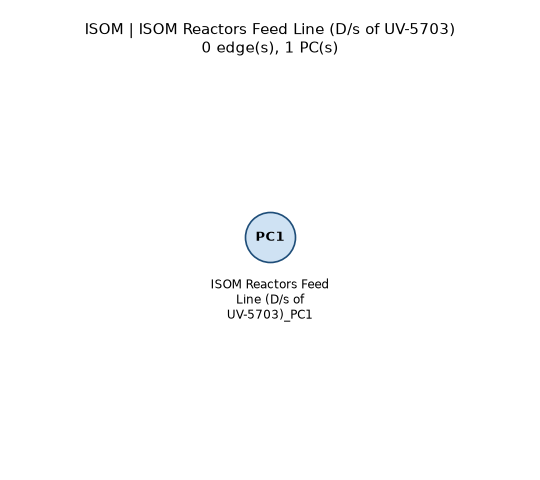 ISOM | ISOM Reactors Feed Line (D/s of UV-5703)
0 edge(s), 1 PC(s)
PC1
ISOM Reactors Feed
Line (D/s of
UV-5703)_PC1